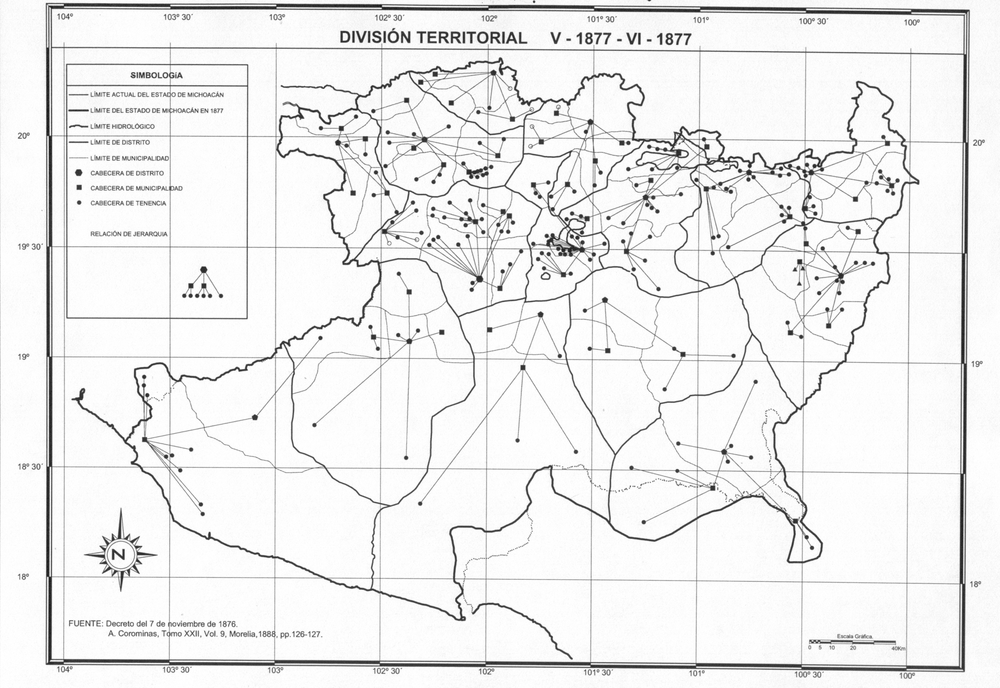 104º 103º 30´ 103º 102º 30´ 102º 101º 30´ 101º 100º 30´ 100º
DIVISIÓN TERRITORIAL V - 1877 - VI - 1877
SIMBOLOGíA
LÍMITE ACTUAL DEL ESTADO DE MICHOACÁN
LÍMITE DEL ESTADO DE MICHOACÁN EN 1877
LÍMITE HIDROLÓGICO
LÍMITE DE DISTRITO
LÍMITE DE MUNICIPALIDAD
CABECERA DE DISTRITO
CABECERA DE MUNICIPALIDAD
CABECERA DE TENENCIA
RELACIÓN DE JERARQUIA
20º
20º
19º 30´
19º
19º
18º 30´
18º
18º
N
FUENTE: Decreto del 7 de noviembre de 1876.
A. Corominas, Tomo XXII, Vol. 9, Morelia,1888, pp.126-127.
Escala Gráfica.
0 5 10 20 40Km
104º 103º 30´ 103º 102º 30´ 102º 101º 30´ 101º 100º 30´ 100º